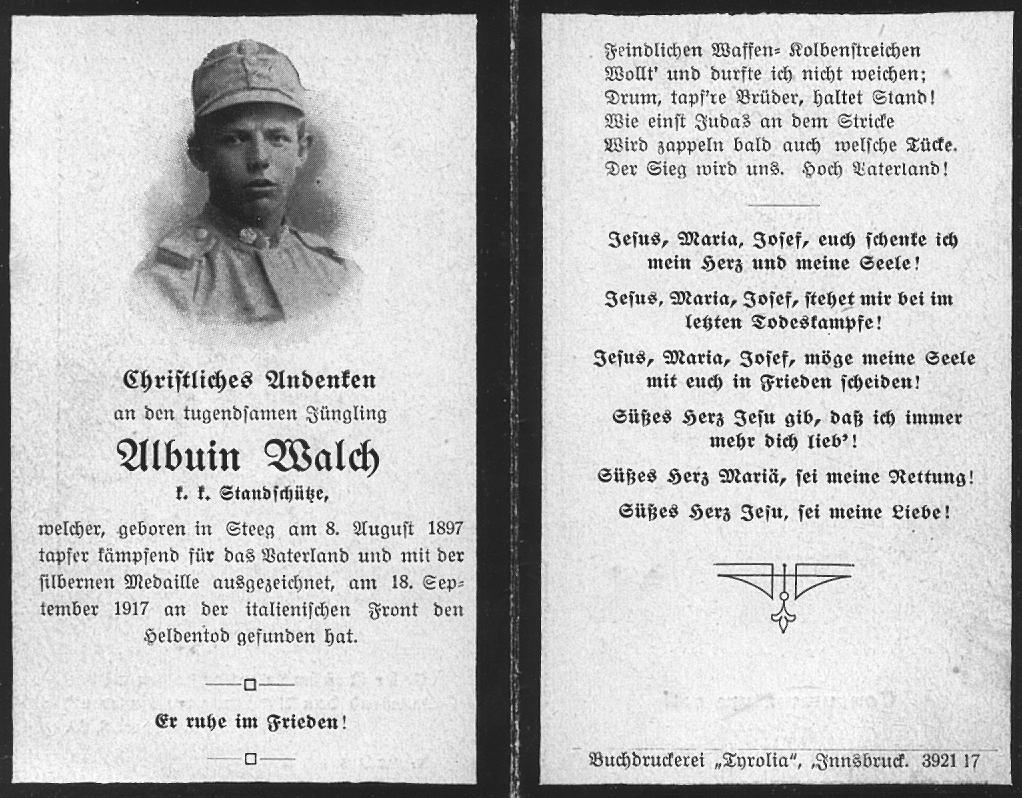 Christliches Andenken
an den tugendsamen Jüngling
Albuin Walch
k. k. Standschütze,
welcher, geboren in Steeg am 8. August 1897
tapfer kämpfend für das Vaterland und mit der
silbernen Medaille ausgezeichnet, am 18. Sep-
tember 1917 an der italienischen Front den
Heldentod gefunden hat.
Er ruhe im Frieden!
Feindlichen Waffen- Kolbenstreichen
Wollt' und durfte ich nicht weichen;
Drum, tapf're Brüder, haltet Stand!
Wie einst Judas an dem Stricke
Wird zappeln bald auch welsche Tücke.
Der Sieg wird uns. Hoch Vaterland!
Jesus, Maria, Josef, euch schenke ich
mein Herz und meine Seele!
Jesus, Maria, Josef, stehet mir bei im
letzten Todeskampfe!
Jesus, Maria, Josef, möge meine Seele
mit euch in Frieden scheiden!
Süßes Herz Jesu gib, daß ich immer
mehr dich lieb'!
Süßes Herz Mariä, sei meine Rettung!
Süßes Herz Jesu, sei meine Liebe!
Buchdruckerei „Tyrolia“, Innsbruck. 3921 17